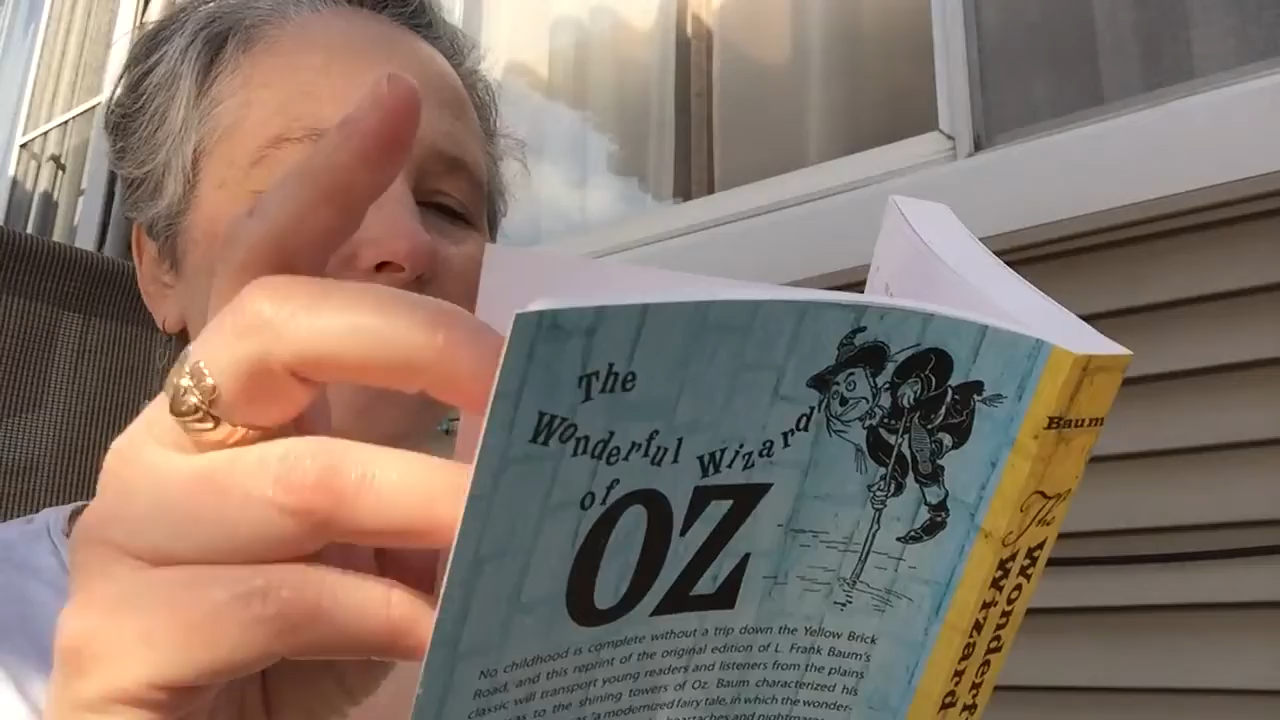 The
Wonderful Wizard
of
OZ
No childhood is complete without a trip down the Yellow Brick
Road, and this reprint of the original edition of L. Frank Baum's
classic will transport young readers and listeners from the plains
to the shining towers of Oz. Baum characterized his
"a modernized fairy tale, in which the wonder-
heartaches and nightmares
Baum
The
Wizard